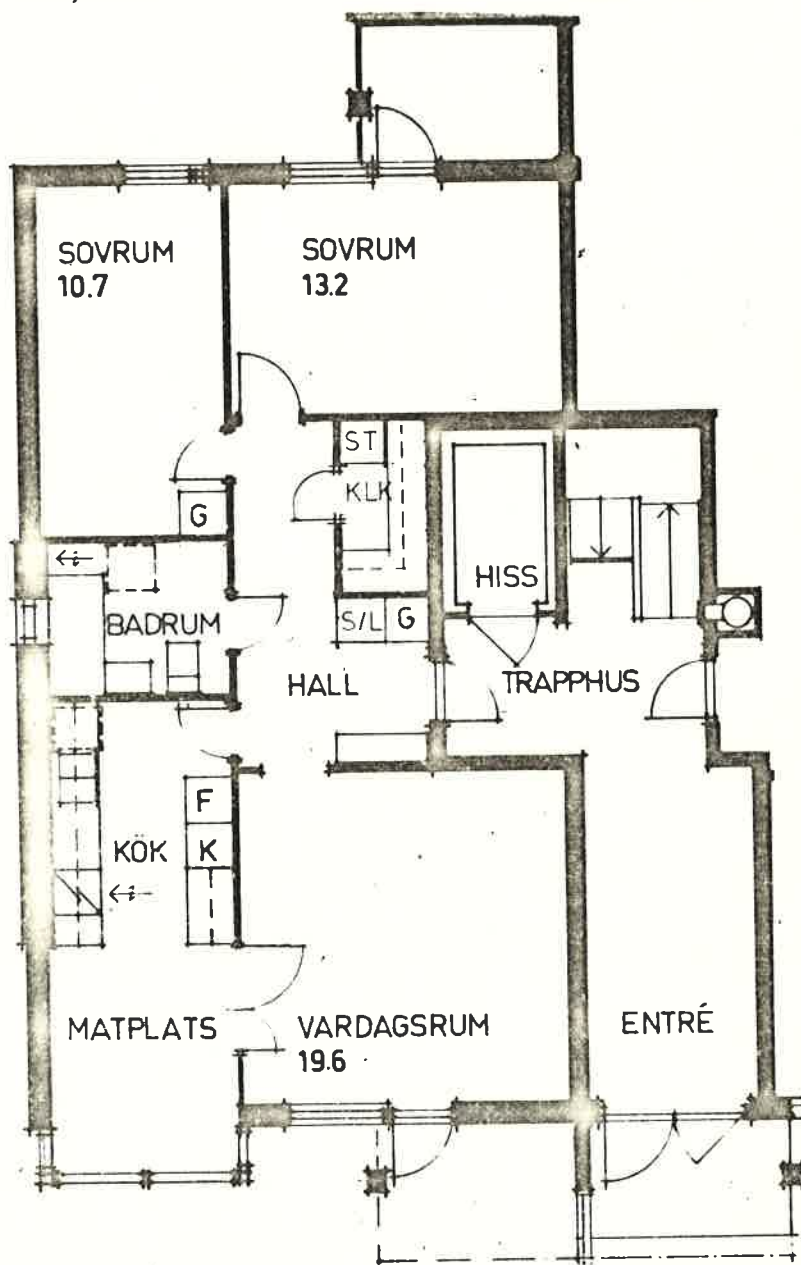 SOVRUM
10.7
SOVRUM
13.2
ST
KLK
G
HISS
BADRUM
S/L G
HALL
TRAPPHUS
F
KÖK
K
MATPLATS
VARDAGSRUM
19.6
ENTRÉ